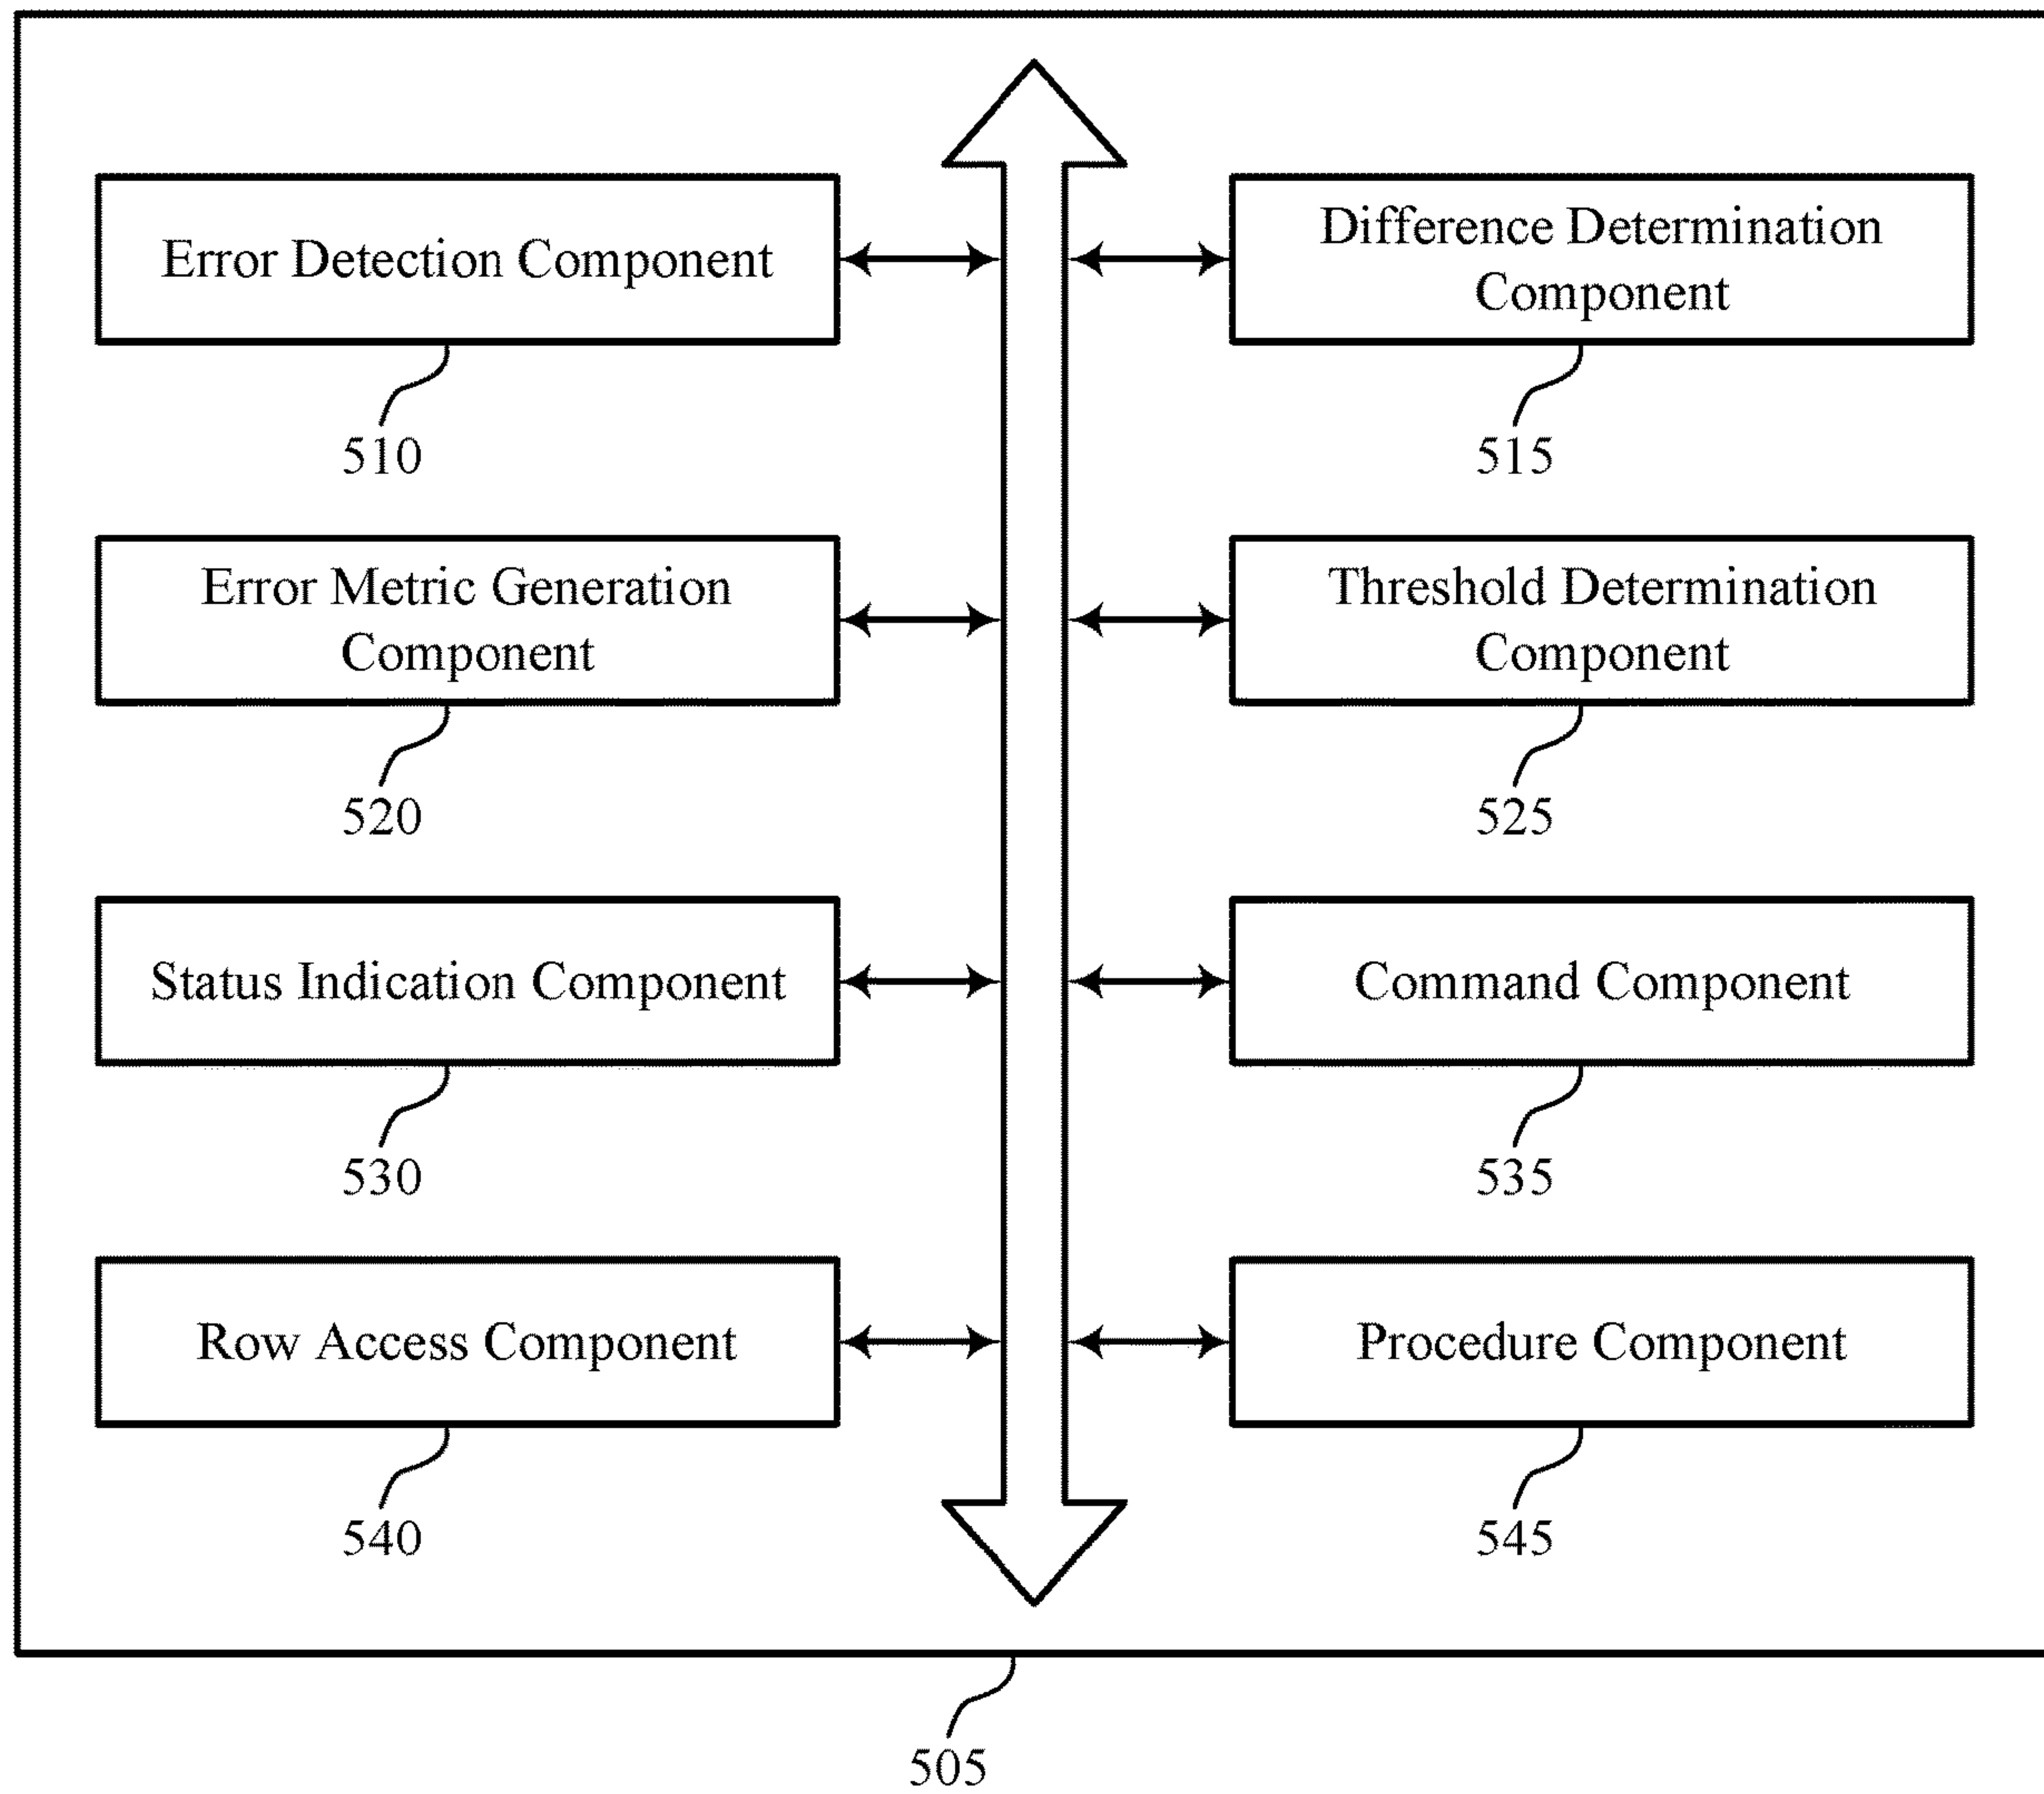 Error Detection Component
510
Difference Determination
Component
515
Error Metric Generation
Component
520
Threshold Determination
Component
525
Status Indication Component
530
Command Component
535
Row Access Component
540
Procedure Component
545
505